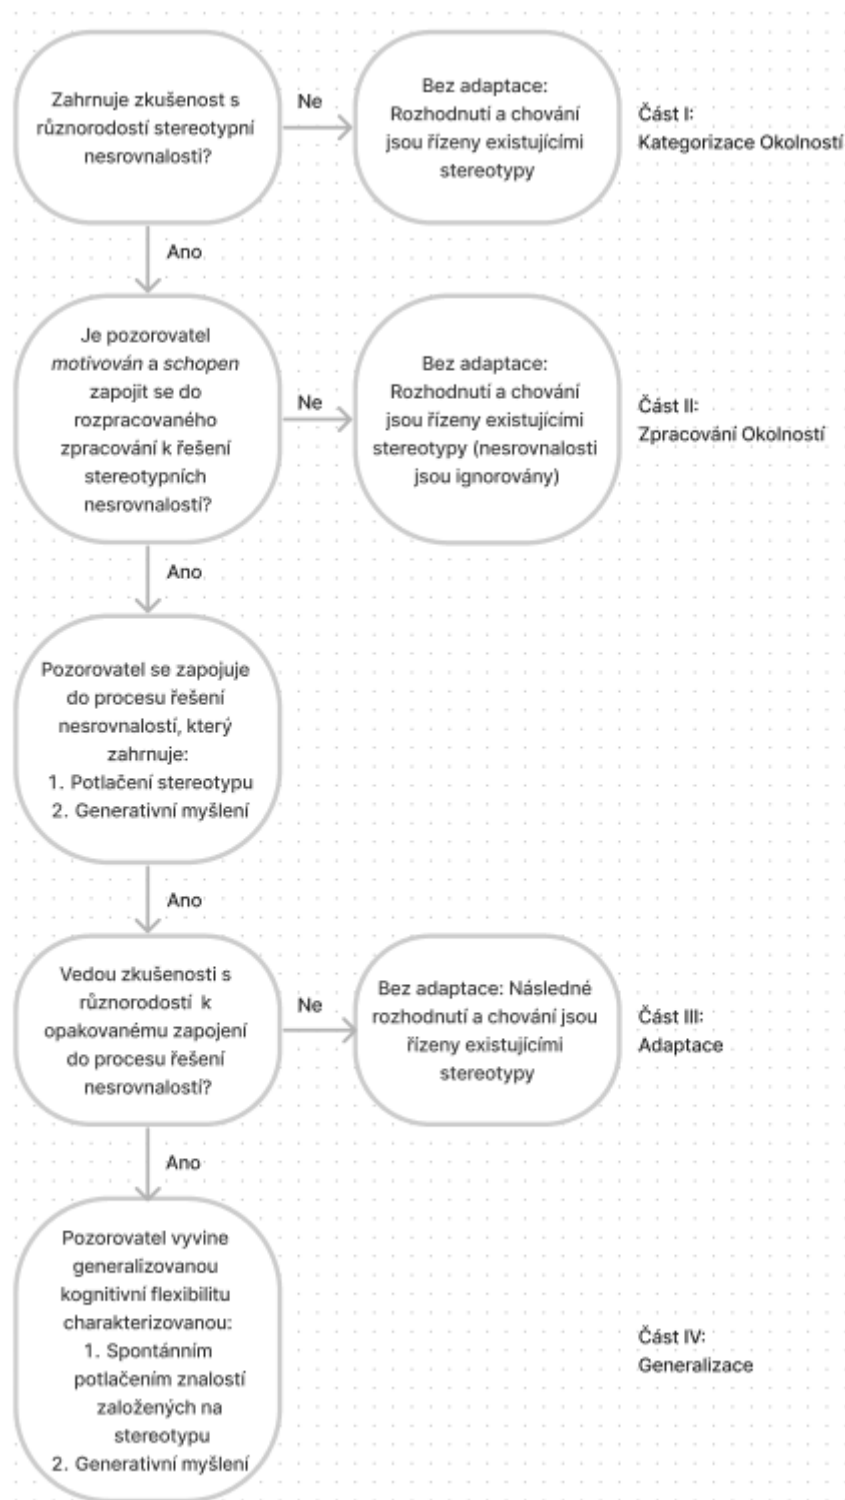 Zahrnuje zkušenost s
různorodostí stereotypní
nesrovnalosti?
Ne
Bez adaptace:
Rozhodnutí a chování
jsou řízeny existujícími
stereotypy
Část I:
Kategorizace Okolností
Ano
Je pozorovatel
motivován a schopen
zapojit se do
rozpracovaného
zpracování k řešení
stereotypních
nesrovnalostí?
Ne
Bez adaptace:
Rozhodnutí a chování
jsou řízeny existujícími
stereotypy (nesrovnalosti
jsou ignorovány)
Část II:
Zpracování Okolností
Ano
Pozorovatel se zapojuje
do procesu řešení
nesrovnalostí, který
zahrnuje:
1. Potlačení stereotypu
2. Generativní myšlení
Ano
Vedou zkušenosti s
různorodostí k
opakovanému zapojení
do procesu řešení
nesrovnalostí?
Ne
Bez adaptace: Následné
rozhodnutí a chování jsou
řízeny existujícími
stereotypy
Část III:
Adaptace
Ano
Pozorovatel vyvine
generalizovanou
kognitivní flexibilitu
charakterizovanou:
1. Spontánním
potlačením znalostí
založených na
stereotypu
2. Generativní myšlení
Část IV:
Generalizace